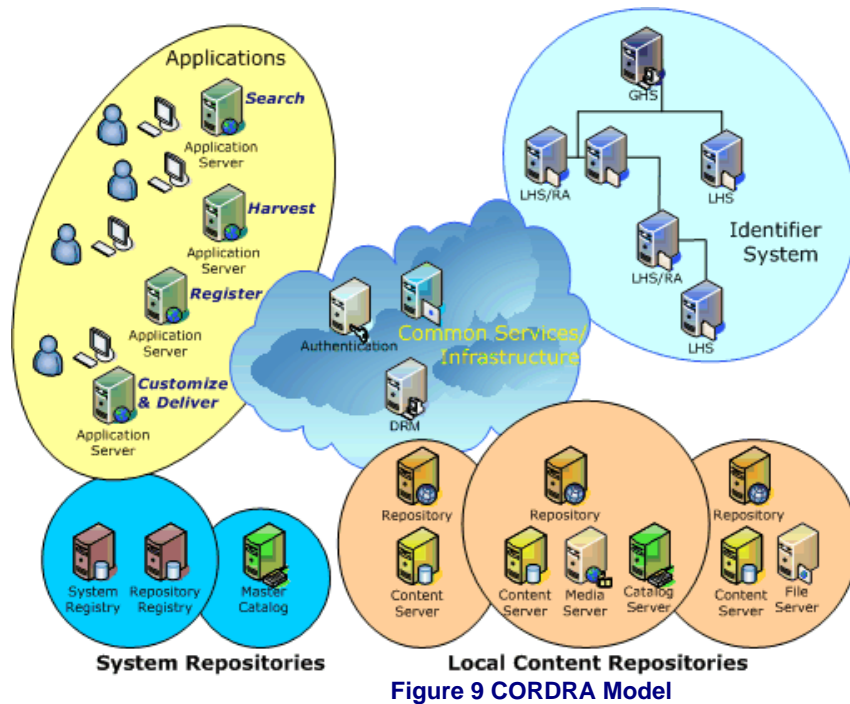 Applications
Search
Application
Server
Harvest
Application
Server
Register
Application
Server
Customize
& Deliver
Application
Server
Application
Server
GHS
LHS/RA
LHS
LHS/RA
LHS
Identifier
System
Authentication
Common Services/
Infrastructure
DRM
System
Registry
Repository
Registry
Master
Catalog
System Repositories
Repository
Content
Server
Repository
Content
Server
Media
Server
Catalog
Server
Repository
Content
Server
File
Server
Local Content Repositories
Figure 9 CORDRA Model